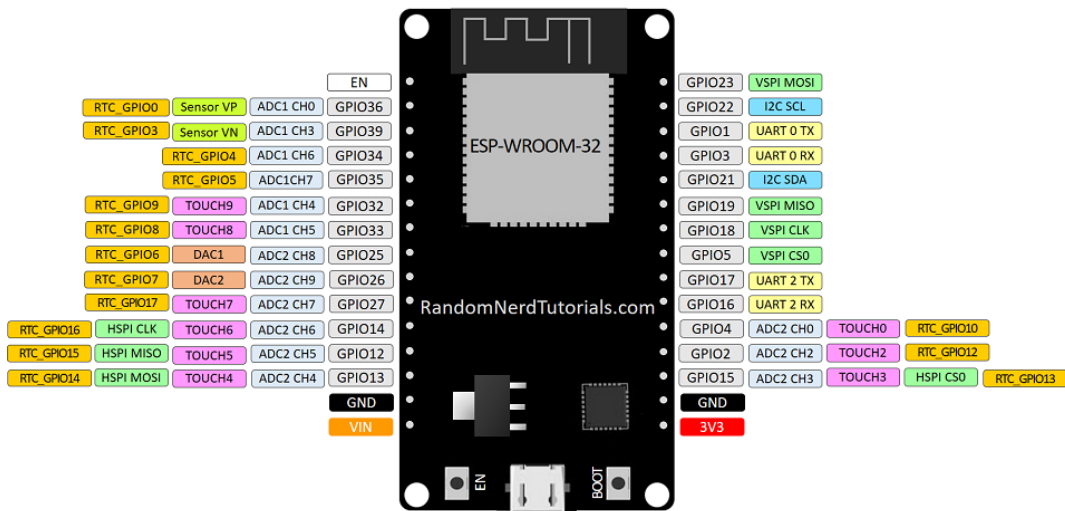 EN GPIO23 VSPI MOSI
RTC_GPIO0 Sensor VP ADC1 CH0 GPIO36 GPIO22 I2C SCL
RTC_GPIO3 Sensor VN ADC1 CH3 GPIO39 GPIO1 UART 0 TX
RTC_GPIO4 ADC1 CH6 GPIO34 ESP-WROOM-32 GPIO3 UART 0 RX
RTC_GPIO5 ADC1CH7 GPIO35 GPIO21 I2C SDA
RTC_GPIO9 TOUCH9 ADC1 CH4 GPIO32 GPIO19 VSPI MISO
RTC_GPIO8 TOUCH8 ADC1 CH5 GPIO33 GPIO18 VSPI CLK
RTC_GPIO6 DAC1 ADC2 CH8 GPIO25 GPIO5 VSPI CS0
RTC_GPIO7 DAC2 ADC2 CH9 GPIO26 GPIO17 UART 2 TX
RTC_GPIO17 TOUCH7 ADC2 CH7 GPIO27 RandomNerdTutorials.com GPIO16 UART 2 RX
RTC_GPIO16 HSPI CLK TOUCH6 ADC2 CH6 GPIO14 GPIO4 ADC2 CH0 TOUCH0 RTC_GPIO10
RTC_GPIO15 HSPI MISO TOUCH5 ADC2 CH5 GPIO12 GPIO2 ADC2 CH2 TOUCH2 RTC_GPIO12
RTC_GPIO14 HSPI MOSI TOUCH4 ADC2 CH4 GPIO13 GPIO15 ADC2 CH3 TOUCH3 HSPI CS0 RTC_GPIO13
GND GND
VIN 3V3
EN BOOT